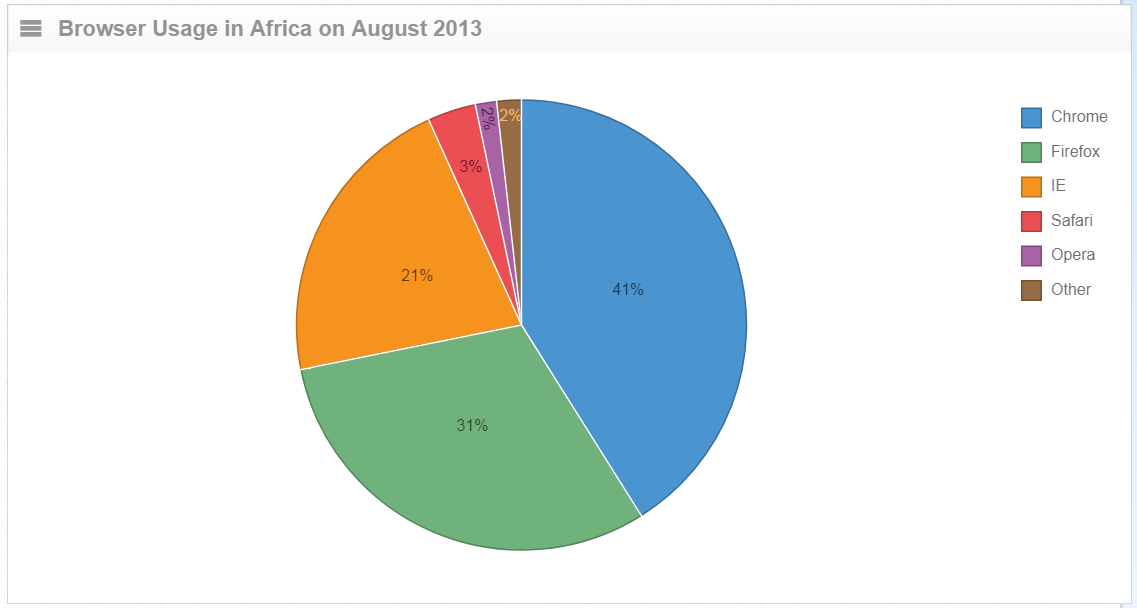 Browser Usage in Africa on August 2013
2%
2%
3%
21%
41%
31%
Chrome
Firefox
IE
Safari
Opera
Other